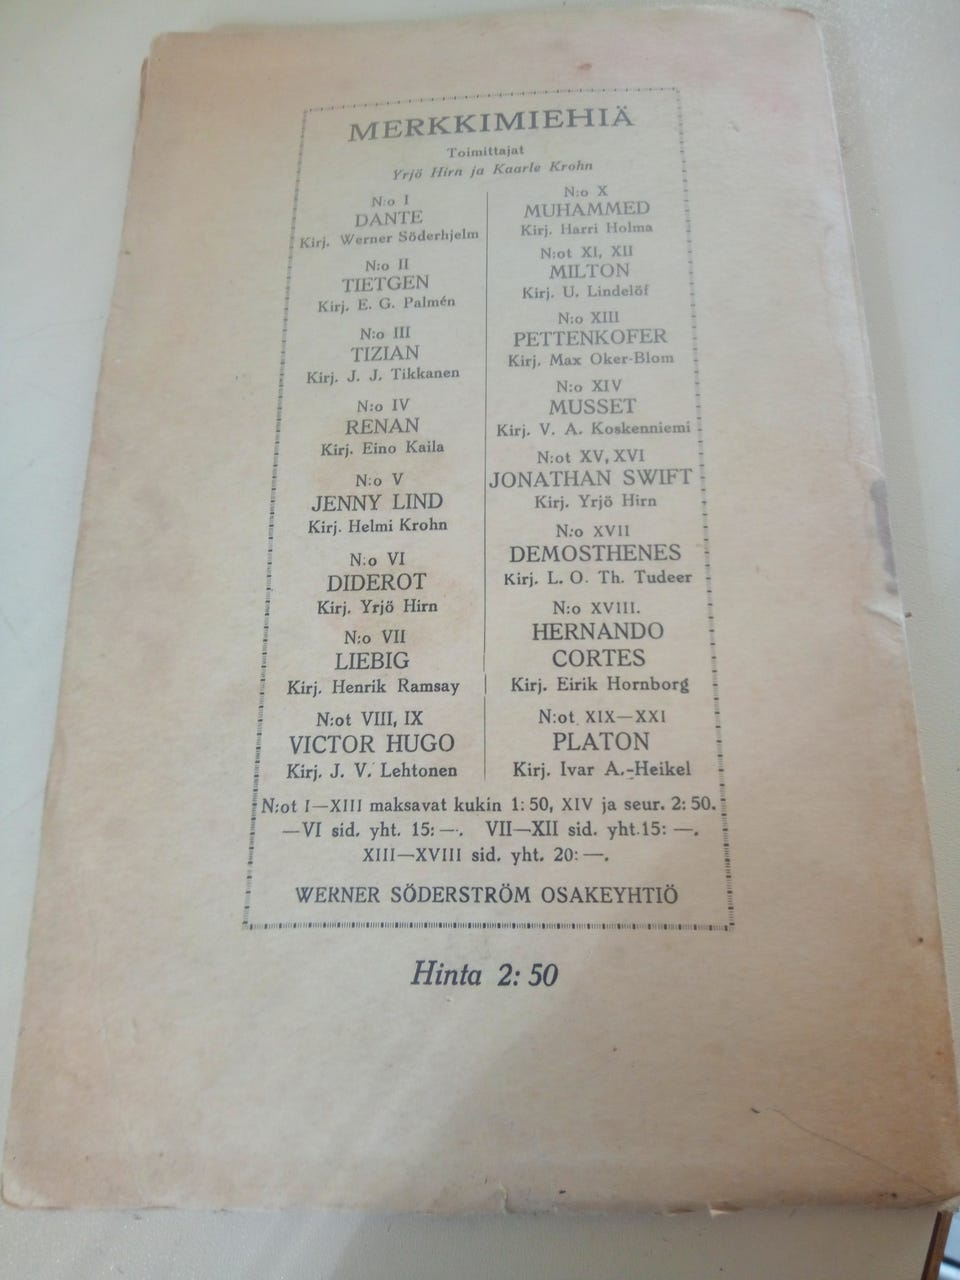 MERKKIMIEHIÄ
Toimittajat
Yrjö Hirn ja Kaarle Krohn
N:o I
DANTE
Kirj. Werner Söderhjelm
N:o II
TIETGEN
Kirj. E. G. Palmén
N:o III
TIZIAN
Kirj. J. J. Tikkanen
N:o IV
RENAN
Kirj. Eino Kaila
N:o V
JENNY LIND
Kirj. Helmi Krohn
N:o VI
DIDEROT
Kirj. Yrjö Hirn
N:o VII
LIEBIG
Kirj. Henrik Ramsay
N:ot VIII, IX
VICTOR HUGO
Kirj. J. V. Lehtonen
N:o X
MUHAMMED
Kirj. Harri Holma
N:ot XI, XII
MILTON
Kirj. U. Lindelöf
N:o XIII
PETTENKOFER
Kirj. Max Oker-Blom
N:o XIV
MUSSET
Kirj. V. A. Koskenniemi
N:ot XV, XVI
JONATHAN SWIFT
Kirj. Yrjö Hirn
N:o XVII
DEMOSTHENES
Kirj. L. O. Th. Tudeer
N:o XVIII.
HERNANDO
CORTES
Kirj. Eirik Hornborg
N:ot XIX—XXI
PLATON
Kirj. Ivar A. Heikel
N:ot I—XIII maksavat kukin 1: 50, XIV ja seur. 2: 50.
—VI sid. yht. 15: —. VII—XII sid. yht. 15: —.
XIII—XVIII sid. yht. 20: —.
WERNER SÖDERSTRÖM OSAKEYHTIÖ
Hinta 2: 50